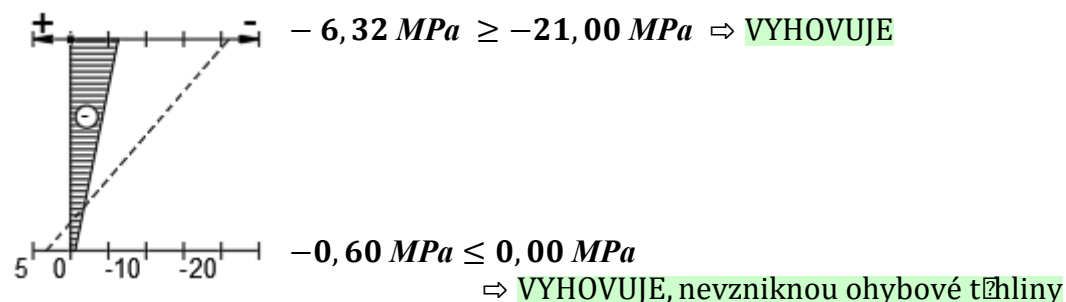 + -
− 6,32 MPa ≥ −21,00 MPa ⇨ VYHOVUJE
-
−0,60 MPa ≤ 0,00 MPa
5 0 -10 -20
⇨ VYHOVUJE, nevzniknou ohybové t�hliny